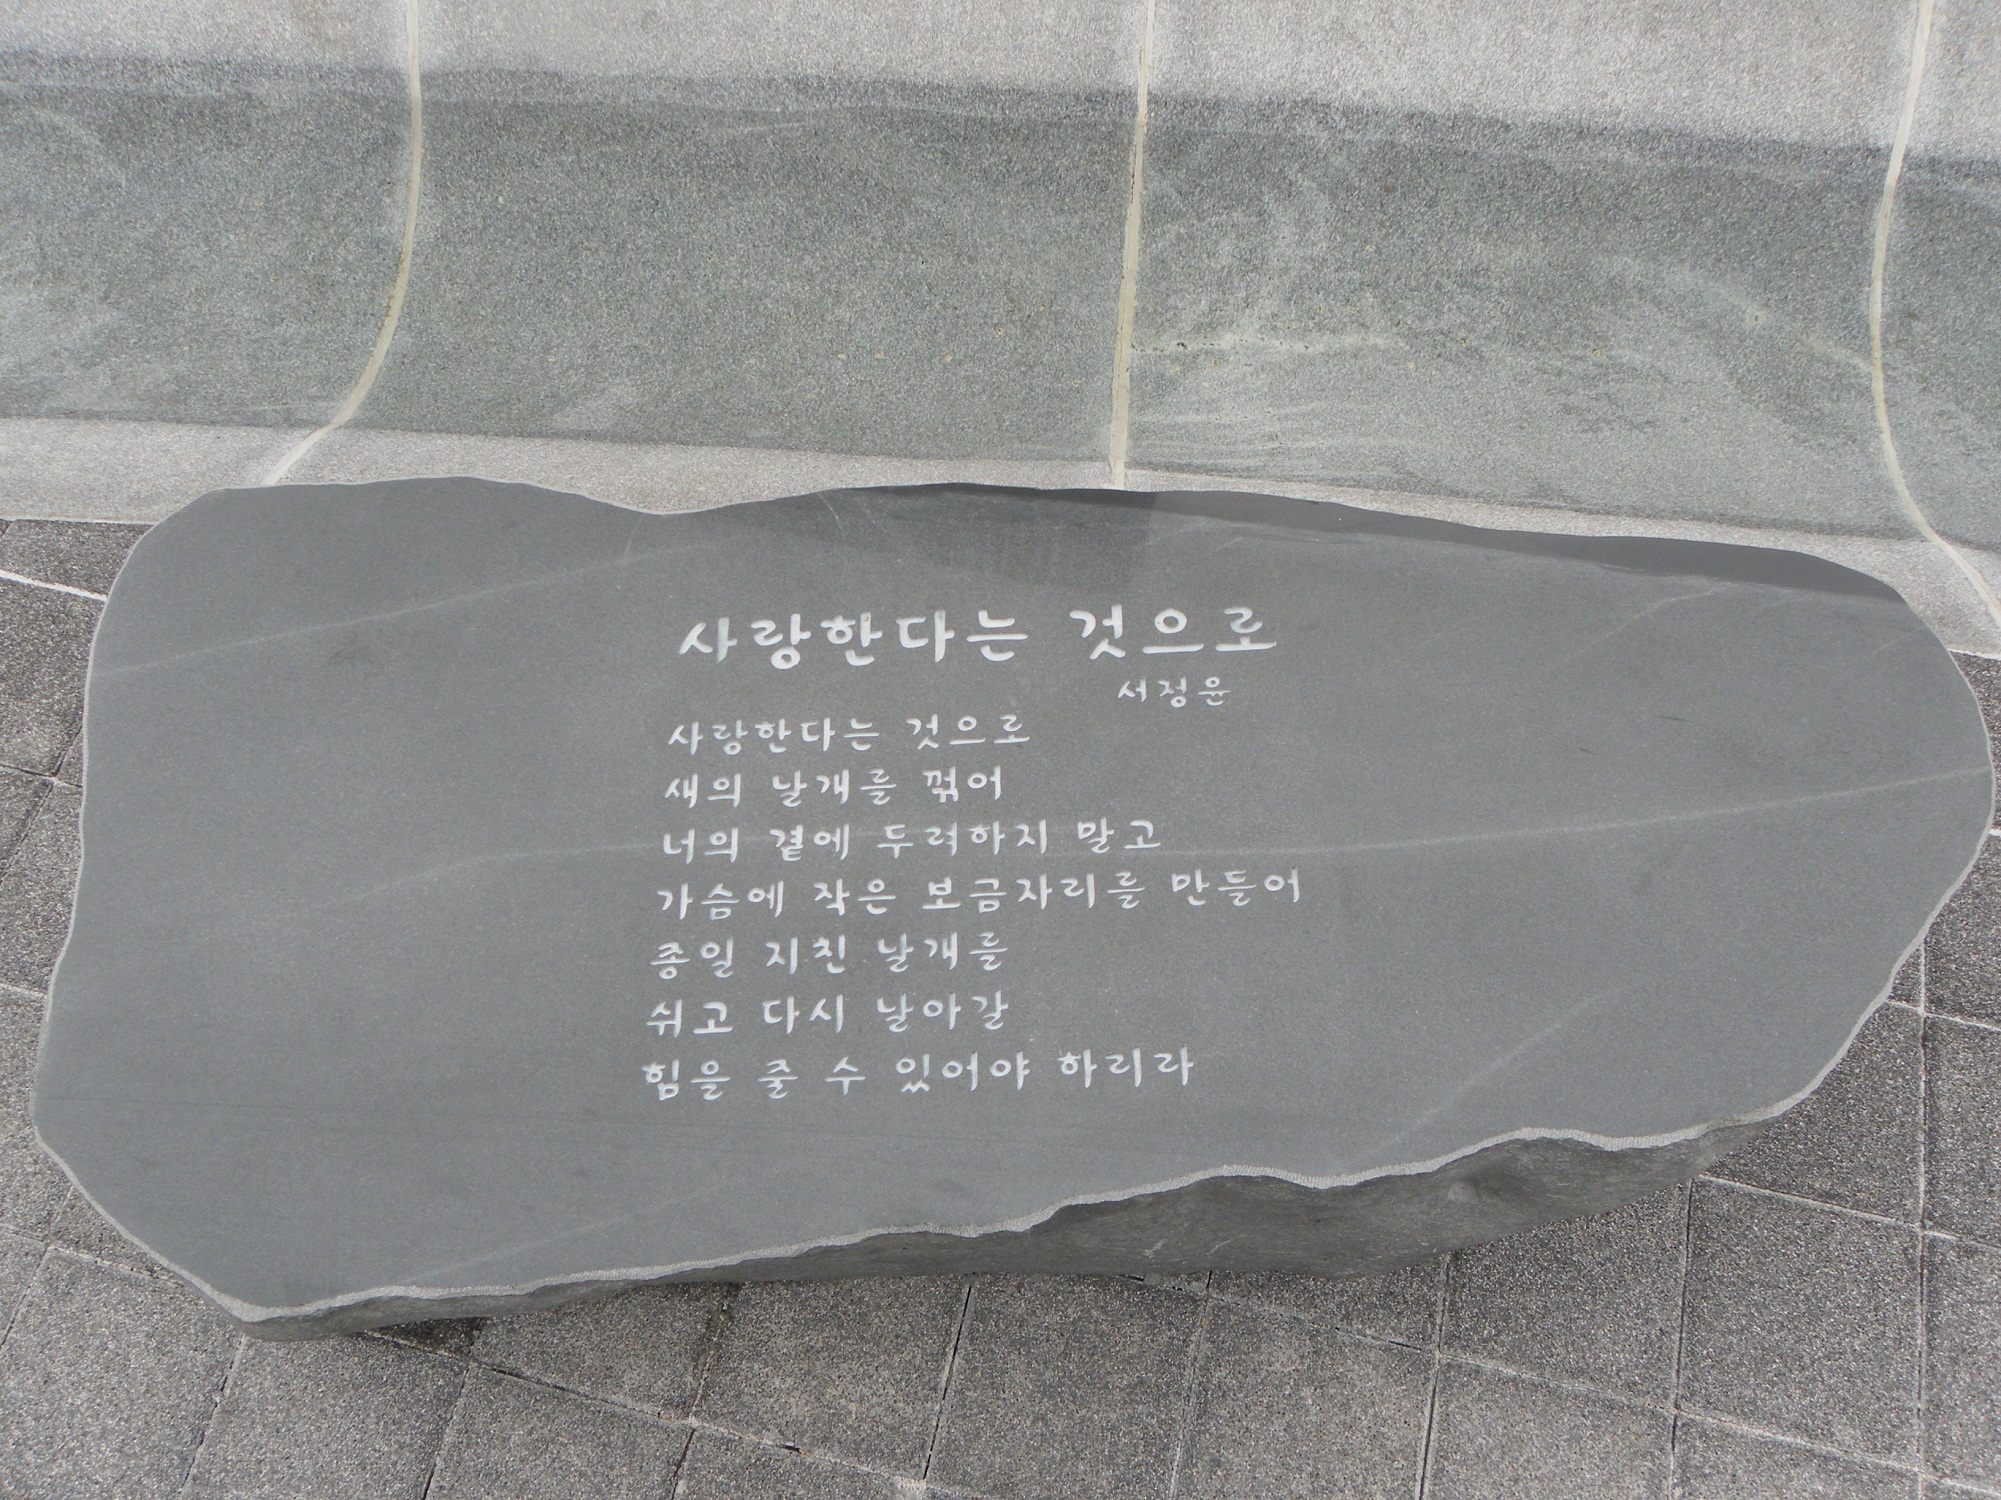 사랑한다는 것으로
서정윤
사랑한다는 것으로
새의 날개를 꺾어
너의 곁에 두려하지 말고
가슴에 작은 보금자리를 만들어
종일 지친 날개를
쉬고 다시 날아갈
힘을 줄 수 있어야 하리라